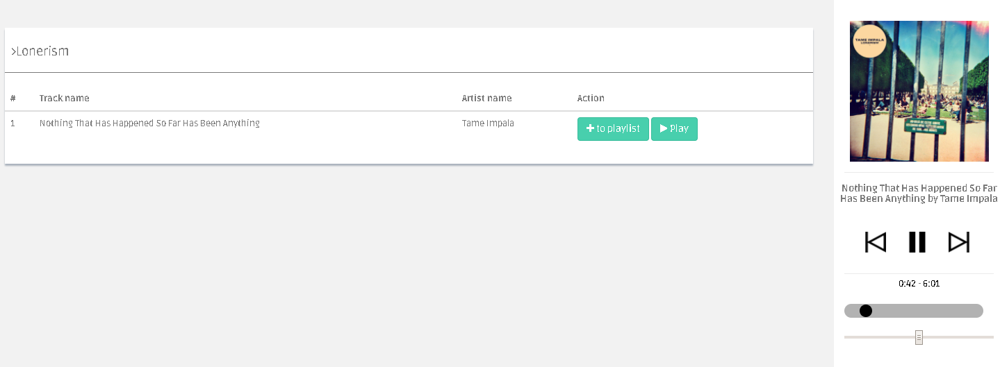 >Lonerism
# Track name Artist name Action
1 Nothing That Has Happened So Far Has Been Anything Tame Impala to playlist Play
TAME IMPALA
LONERISM
Nothing That Has Happened So Far
Has Been Anything by Tame Impala
0:42 - 6:01